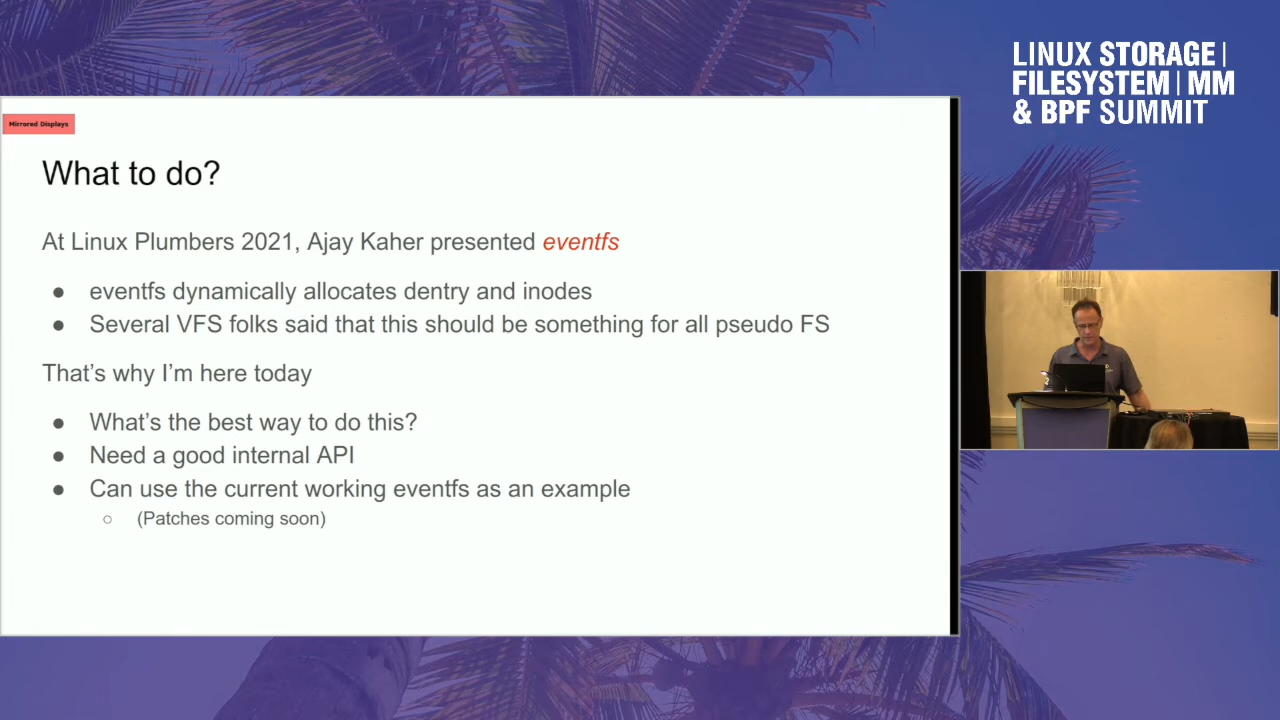 LINUX STORAGE |
FILESYSTEM | MM
& BPF SUMMIT
Mirrored Displays
What to do?
At Linux Plumbers 2021, Ajay Kaher presented eventfs
● eventfs dynamically allocates dentry and inodes
● Several VFS folks said that this should be something for all pseudo FS
That's why I'm here today
● What's the best way to do this?
● Need a good internal API
● Can use the current working eventfs as an example
○ (Patches coming soon)